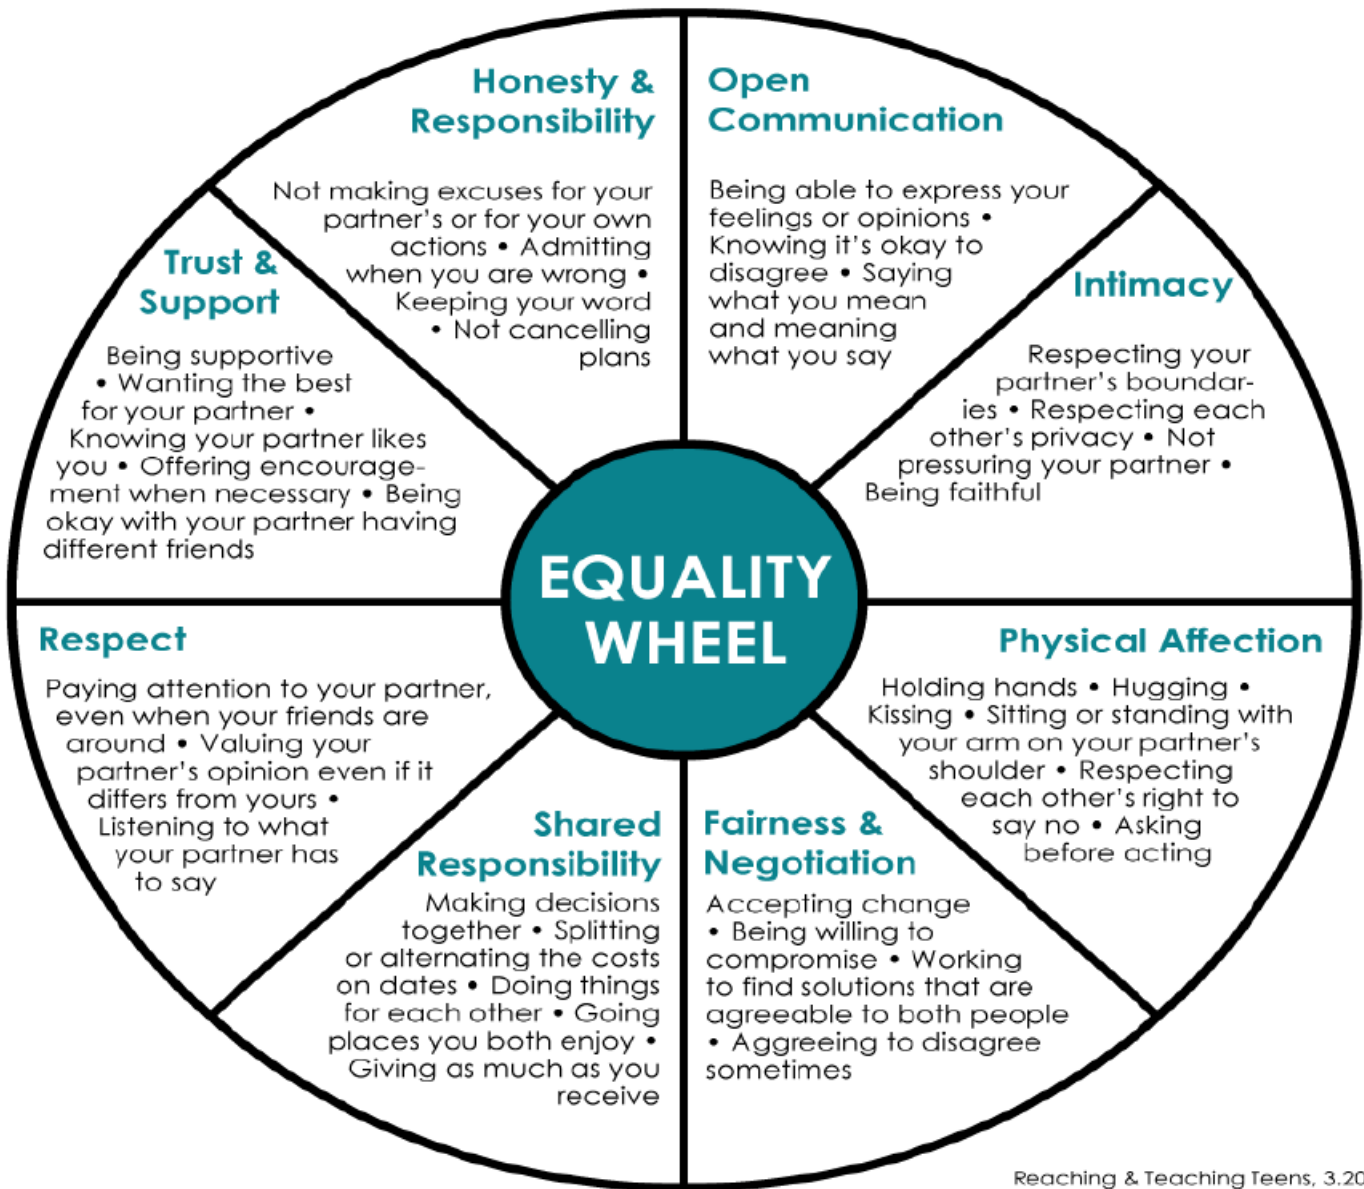 Honesty &
Responsibility
Not making excuses for your
partner's or for your own
actions • Admitting
when you are wrong •
Keeping your word
• Not cancelling
plans
Open
Communication
Being able to express your
feelings or opinions •
Knowing it's okay to
disagree • Saying
what you mean
and meaning
what you say
Trust &
Support
Being supportive
• Wanting the best
for your partner •
Knowing your partner likes
you • Offering encourage-
ment when necessary • Being
okay with your partner having
different friends
Intimacy
Respecting your
partner's boundar-
ies • Respecting each
other's privacy • Not
pressuring your partner •
Being faithful
EQUALITY
WHEEL
Respect
Paying attention to your partner,
even when your friends are
around • Valuing your
partner's opinion even if it
differs from yours •
Listening to what
your partner has
to say
Physical Affection
Holding hands • Hugging •
Kissing • Sitting or standing with
your arm on your partner's
shoulder • Respecting
each other's right to
say no • Asking
before acting
Shared
Responsibility
Making decisions
together • Splitting
or alternating the costs
on dates • Doing things
for each other • Going
places you both enjoy •
Giving as much as you
receive
Fairness &
Negotiation
Accepting change
• Being willing to
compromise • Working
to find solutions that are
agreeable to both people
• Aggreeing to disagree
sometimes
Reaching & Teaching Teens, 3.20